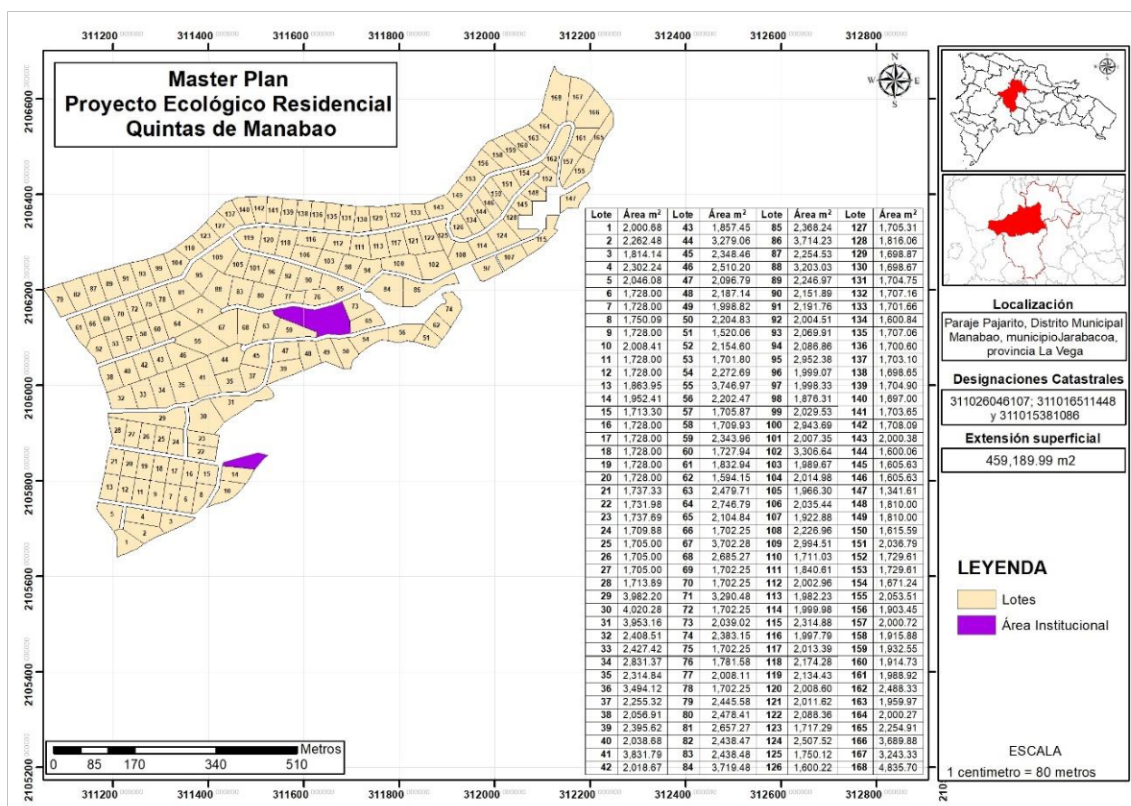 311200.000000 311400.000000 311600.000000 311800.000000 312000.000000 312200.000000 312400.000000 312600.000000 312800.000000
Master Plan
Proyecto Ecológico Residencial
Quintas de Manabao
N
W E
S
2106600
2106400
2106200
2106000
2105800
2105600
2105400
2105200
Lote Área m² Lote Área m² Lote Área m² Lote Área m²
1 2,000.68 43 1,857.45 85 2,368.24 127 1,705.31
2 2,262.48 44 3,279.06 86 3,714.23 128 1,816.06
3 1,814.14 45 2,348.46 87 2,254.53 129 1,698.87
4 2,302.24 46 2,510.20 88 3,203.03 130 1,698.67
5 2,046.08 47 2,096.79 89 2,246.97 131 1,704.75
6 1,728.00 48 2,187.14 90 2,151.89 132 1,707.16
7 1,728.00 49 1,998.82 91 2,191.76 133 1,701.66
8 1,750.09 50 2,204.83 92 2,004.51 134 1,600.84
9 1,728.00 51 1,520.06 93 2,069.91 135 1,707.06
10 2,008.41 52 2,154.60 94 2,086.86 136 1,700.60
11 1,728.00 53 1,701.80 95 2,952.38 137 1,703.10
12 1,728.00 54 2,272.69 96 1,999.07 138 1,698.65
13 1,863.95 55 3,746.97 97 1,998.33 139 1,704.90
14 1,952.41 56 2,202.47 98 1,876.31 140 1,697.00
15 1,713.30 57 1,705.87 99 2,029.53 141 1,703.65
16 1,728.00 58 1,709.93 100 2,943.69 142 1,708.09
17 1,728.00 59 2,343.96 101 2,007.35 143 2,000.38
18 1,728.00 60 1,727.94 102 3,306.64 144 1,600.06
19 1,728.00 61 1,832.94 103 1,989.67 145 1,605.63
20 1,728.00 62 1,594.15 104 2,014.98 146 1,605.63
21 1,737.33 63 2,479.71 105 1,966.30 147 1,341.61
22 1,731.98 64 2,746.79 106 2,035.44 148 1,810.00
23 1,737.69 65 2,104.84 107 1,922.88 149 1,810.00
24 1,709.88 66 1,702.25 108 2,226.96 150 1,615.59
25 1,705.00 67 3,702.28 109 2,994.51 151 2,036.79
26 1,705.00 68 2,685.27 110 1,711.03 152 1,729.61
27 1,705.00 69 1,702.25 111 1,840.61 153 1,729.61
28 1,713.89 70 1,702.25 112 2,002.96 154 1,671.24
29 3,982.20 71 3,290.48 113 1,982.23 155 2,053.51
30 4,020.28 72 1,702.25 114 1,999.98 156 1,903.45
31 3,953.16 73 2,039.02 115 2,314.88 157 2,000.72
32 2,408.51 74 2,383.15 116 1,997.79 158 1,915.88
33 2,427.42 75 1,702.25 117 2,013.39 159 1,932.55
34 2,831.37 76 1,781.58 118 2,174.28 160 1,914.73
35 2,314.84 77 2,008.11 119 2,134.43 161 1,988.92
36 3,494.12 78 1,702.25 120 2,008.60 162 2,488.33
37 2,255.32 79 2,445.58 121 2,011.62 163 1,959.97
38 2,056.91 80 2,478.41 122 2,088.36 164 2,000.27
39 2,395.62 81 2,657.27 123 1,717.29 165 2,254.91
40 2,038.68 82 2,438.47 124 2,507.52 166 3,689.88
41 3,831.79 83 2,438.48 125 1,750.12 167 3,243.33
42 2,018.67 84 3,719.48 126 1,600.22 168 4,835.70
Metros
0 85 170 340 510
311200.000000 311400.000000 311600.000000 311800.000000 312000.000000 312200.000000 312400.000000 312600.000000 312800.000000
Localización
Paraje Pajarito, Distrito Municipal
Manabao, municipioJarabacoa,
provincia La Vega
Designaciones Catastrales
311026046107; 311016511448
y 311015381086
Extensión superficial
459,189.99 m2
LEYENDA
Lotes
Área Institucional
ESCALA
1 centimetro = 80 metros